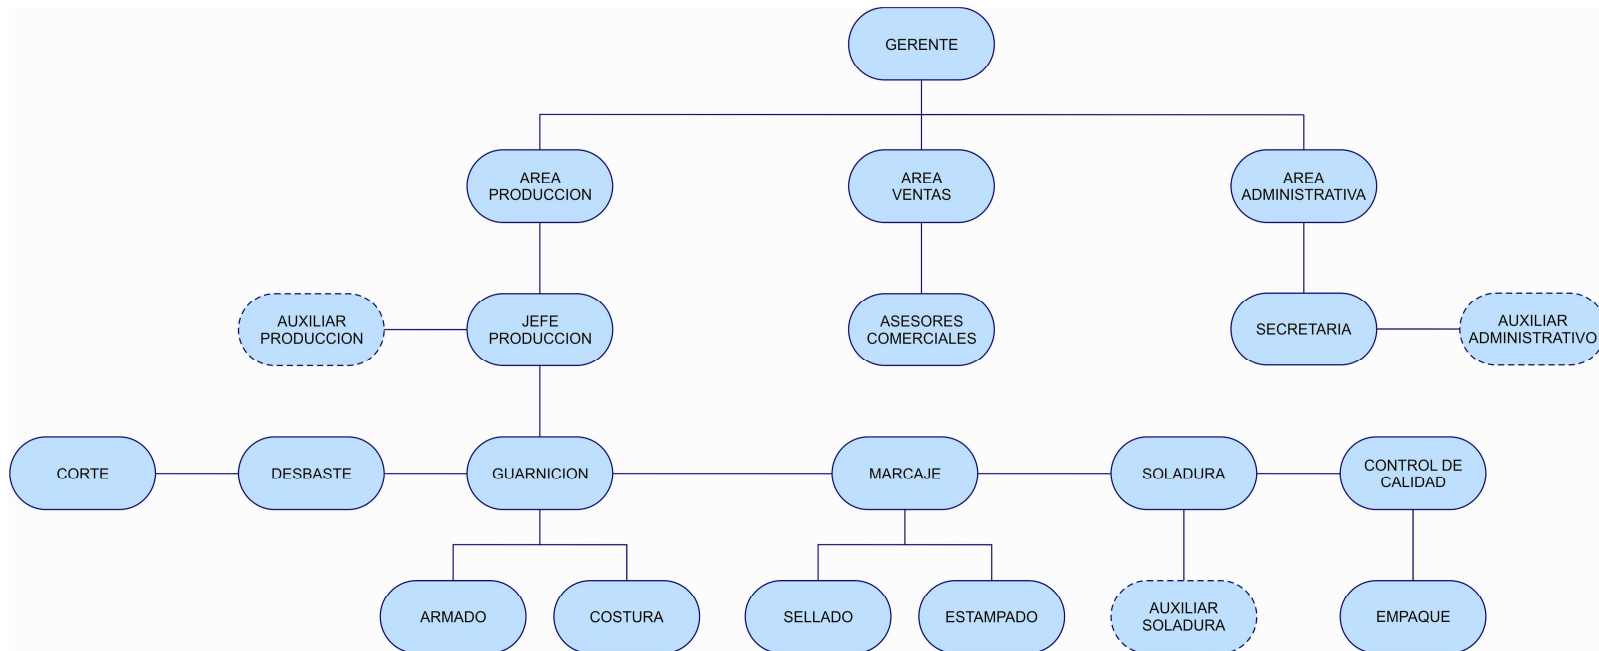 GERENTE
AREA
PRODUCCION
AREA
VENTAS
AREA
ADMINISTRATIVA
AUXILIAR
PRODUCCION
JEFE
PRODUCCION
ASESORES
COMERCIALES
SECRETARIA
AUXILIAR
ADMINISTRATIVO
CORTE
DESBASTE
GUARNICION
MARCAJE
SOLADURA
CONTROL DE
CALIDAD
ARMADO
COSTURA
SELLADO
ESTAMPADO
AUXILIAR
SOLADURA
EMPAQUE